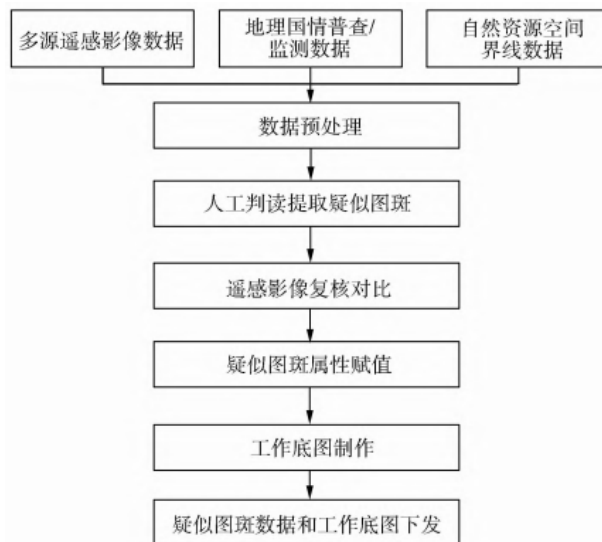 多源遥感影像数据
地理国情普查/
监测数据
自然资源空间
界线数据
数据预处理
人工判读提取疑似图斑
遥感影像复核对比
疑似图斑属性赋值
工作底图制作
疑似图斑数据和工作底图下发